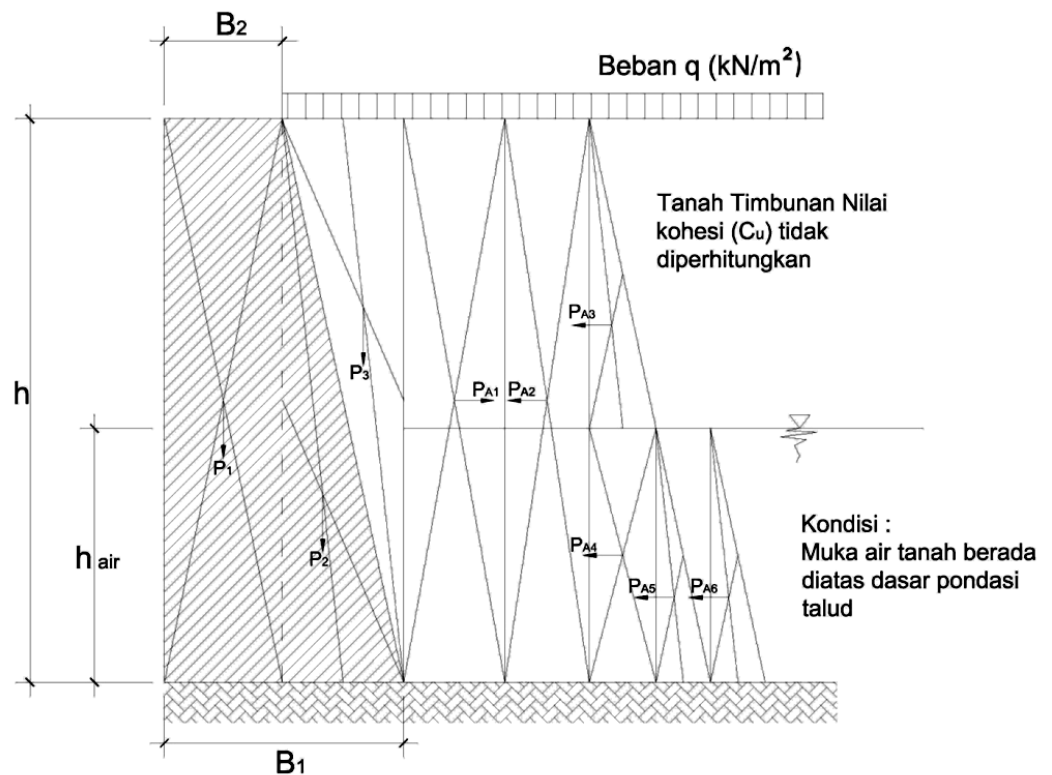 B₂
Beban q (kN/m²)
Tanah Timbunan Nilai
kohesi (Cᵤ) tidak
diperhitungkan
PA3
P₃
h
PA1
PA2
P₁
h air
P₂
PA4
PA5
PA6
Kondisi :
Muka air tanah berada
diatas dasar pondasi
talud
B₁